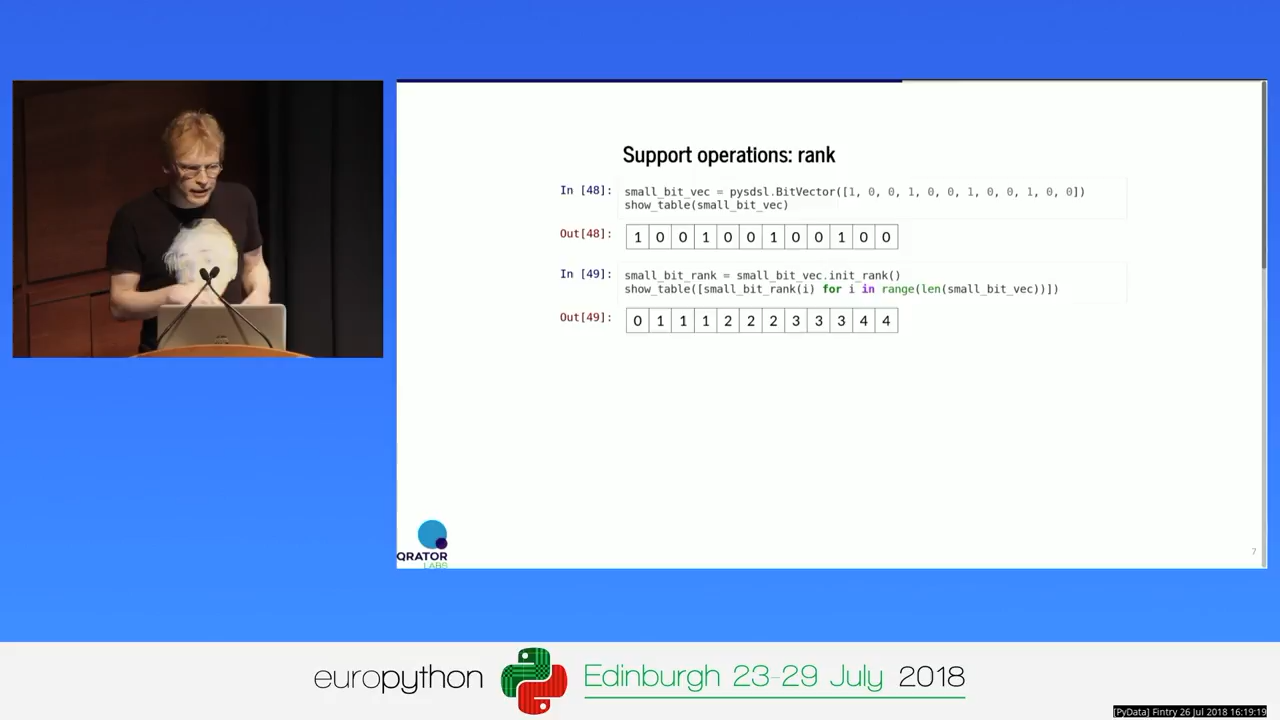 Support operations: rank
In [48]: small_bit_vec = pysdsl.BitVector([1, 0, 0, 1, 0, 0, 1, 0, 0, 1, 0, 0])
show_table(small_bit_vec)
Out[48]: 1 0 0 1 0 0 1 0 0 1 0 0
In [49]: small_bit_rank = small_bit_vec.init_rank()
show_table([small_bit_rank(i) for i in range(len(small_bit_vec))])
Out[49]: 0 1 1 1 2 2 2 3 3 3 4 4
QRATOR
LABS
7
europython Edinburgh 23-29 July 2018
[PyData] Fintry 26 Jul 2018 16:19:19